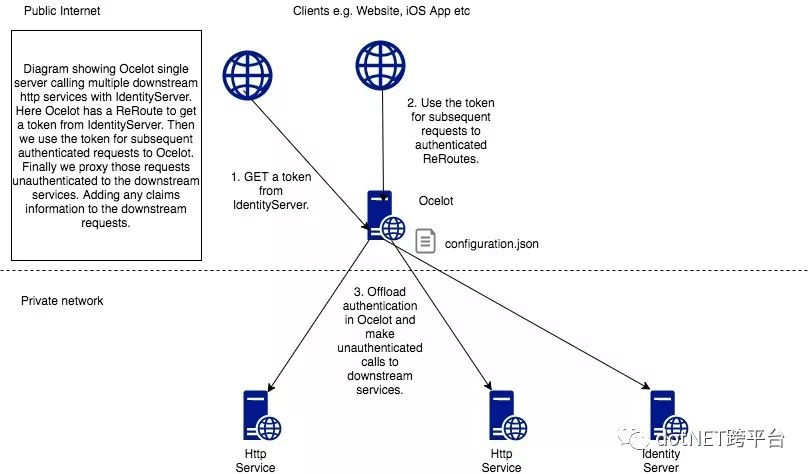 Public Internet
Clients e.g. Website, iOS App etc
Diagram showing Ocelot single
server calling multiple downstream
http services with IdentityServer.
Here Ocelot has a ReRoute to get
a token from IdentityServer. Then
we use the token for subsequent
authenticated requests to Ocelot.
Finally we proxy those requests
unauthenticated to the downstream
services. Adding any claims
information to the downstream
requests.
2. Use the token
for subsequent
requests to
authenticated
ReRoutes.
1. GET a token
from
IdentityServer.
Ocelot
configuration.json
Private network
3. Offload
authentication
in Ocelot and
make
unauthenticated
calls to
downstream
services.
Http
Service
Http
Service
Identity
Server
dotNET跨平台